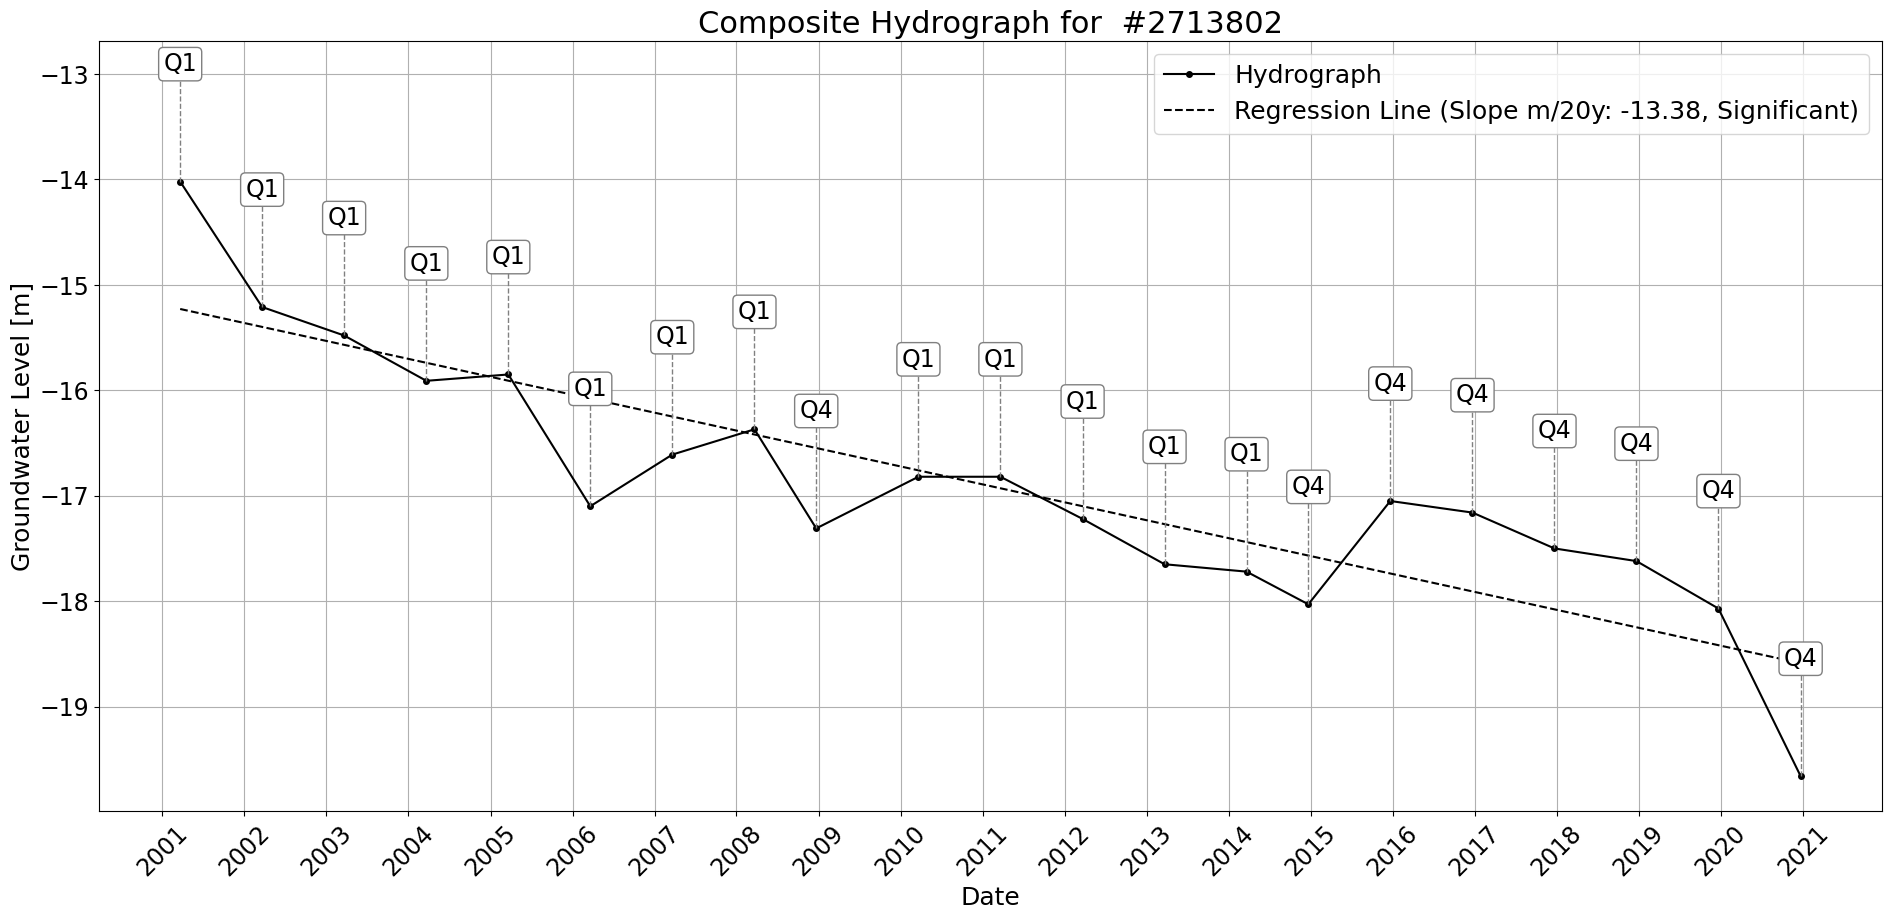 Composite Hydrograph for  #2713802
Hydrograph
Regression Line (Slope m/20y: -13.38, Significant)
Groundwater Level [m]
−13
−14
−15
−16
−17
−18
−19
Q1
Q1
Q1
Q1
Q1
Q1
Q1
Q1
Q4
Q1
Q1
Q1
Q1
Q1
Q4
Q4
Q4
Q4
Q4
Q4
Q4
2001
2002
2003
2004
2005
2006
2007
2008
2009
2010
2011
2012
2013
2014
2015
2016
2017
2018
2019
2020
2021
Date